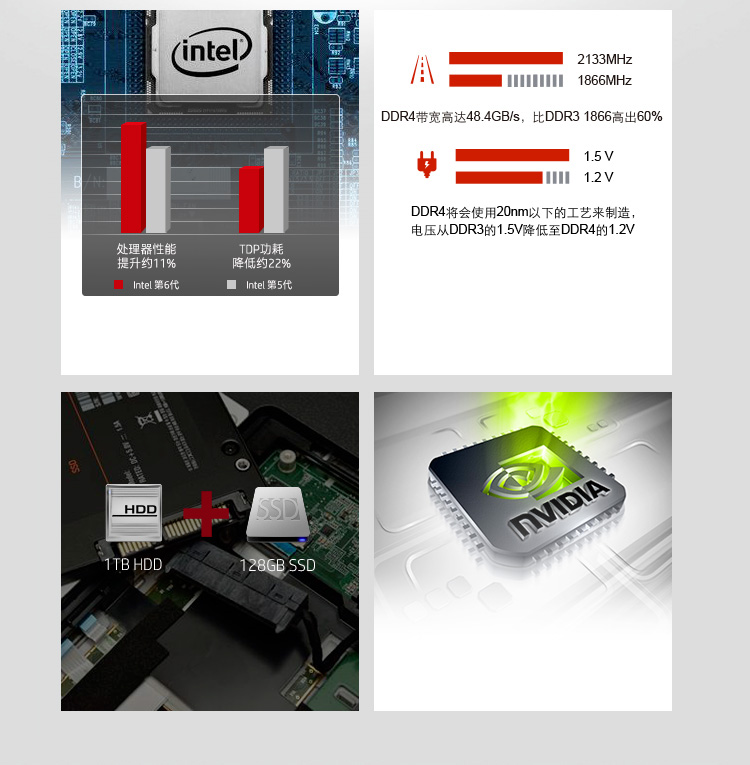 intel
处理器性能
提升约11%
TDP功耗
降低约22%
Intel 第6代
Intel 第5代
2133MHz
1866MHz
DDR4带宽高达48.4GB/s，比DDR3 1866高出60%
1.5 V
1.2 V
DDR4将会使用20nm以下的工艺来制造，
电压从DDR3的1.5V降低至DDR4的1.2V
SSD
HDD
SSD
1TB HDD
128GB SSD
NVIDIA